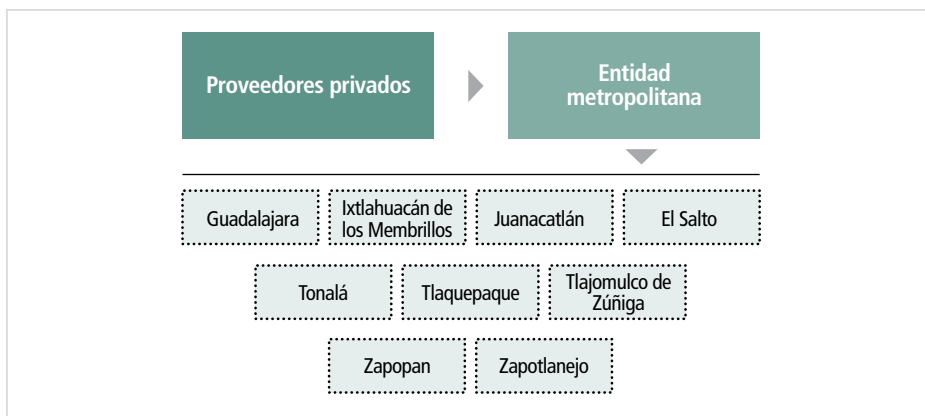 Proveedores privados
Entidad
metropolitana
Guadalajara
Ixtlahuacán de
los Membrillos
Juanacatlán
El Salto
Tonalá
Tlaquepaque
Tlajomulco de
Zúñiga
Zapopan
Zapotlanejo